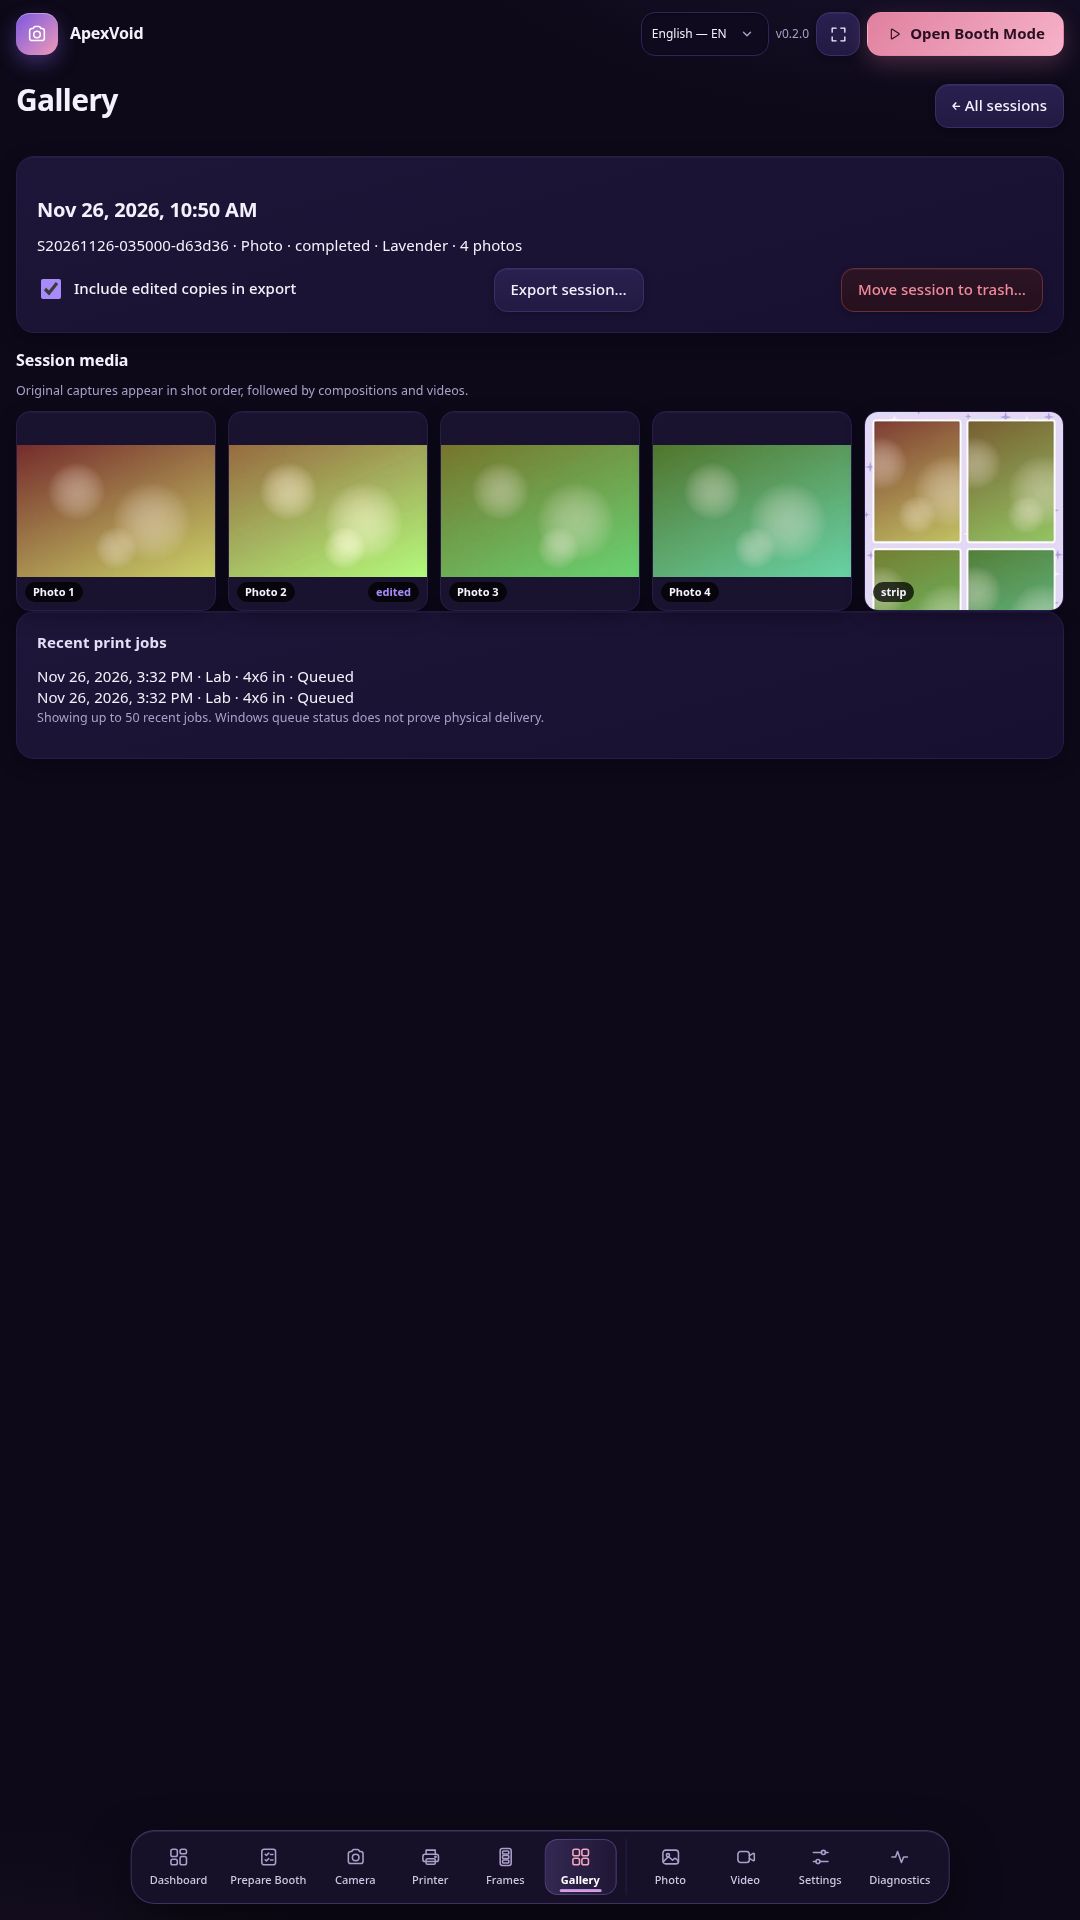 ApexVoid
English — EN
v0.2.0
Open Booth Mode
Gallery
← All sessions
Nov 26, 2026, 10:50 AM
S20261126-035000-d63d36 · Photo · completed · Lavender · 4 photos
Include edited copies in export
Export session...
Move session to trash...
Session media
Original captures appear in shot order, followed by compositions and videos.
Photo 1
Photo 2
edited
Photo 3
Photo 4
strip
Recent print jobs
Nov 26, 2026, 3:32 PM · Lab · 4x6 in · Queued
Nov 26, 2026, 3:32 PM · Lab · 4x6 in · Queued
Showing up to 50 recent jobs. Windows queue status does not prove physical delivery.
Dashboard
Prepare Booth
Camera
Printer
Frames
Gallery
Photo
Video
Settings
Diagnostics